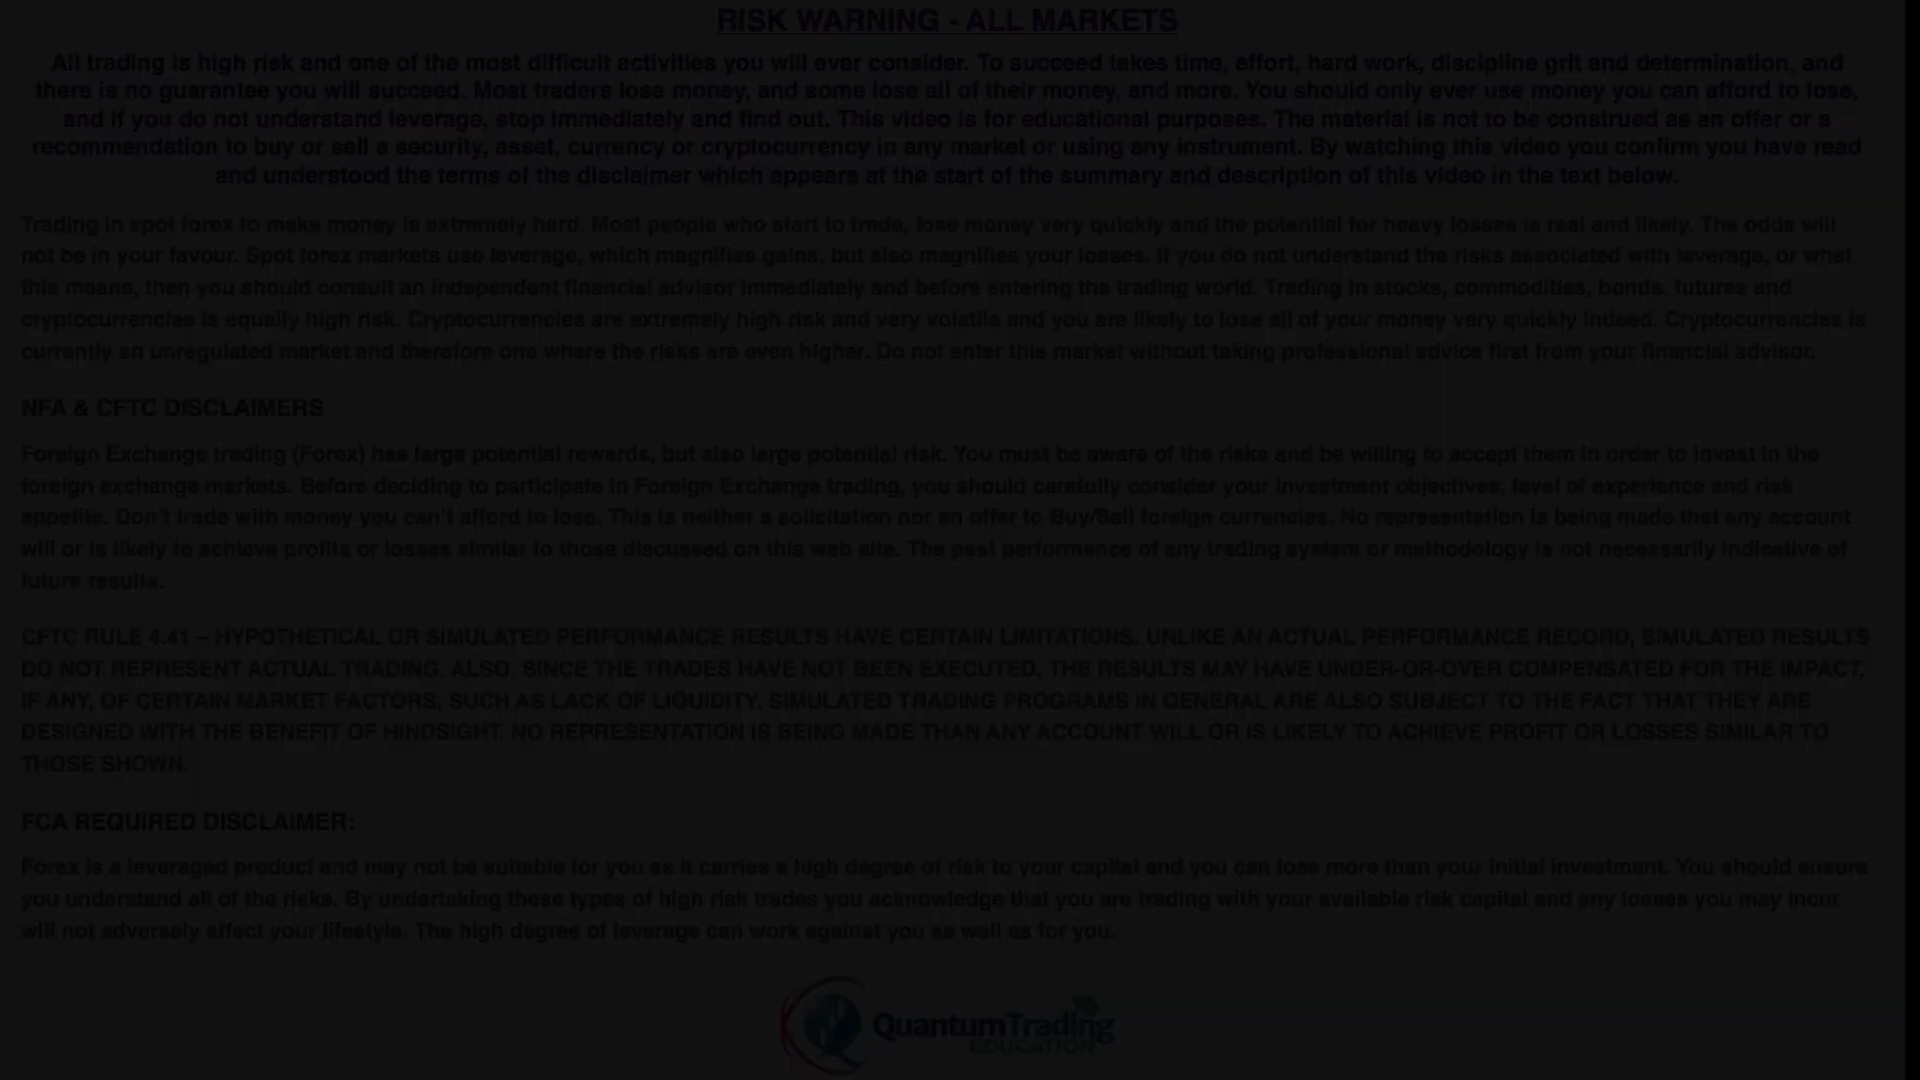 RISK WARNING - ALL MARKETS
All trading is high risk and one of the most difficult activities you will ever consider. To succeed takes time, effort, hard work, discipline grit and determination, and
there is no guarantee you will succeed. Most traders lose money, and some lose all of their money, and more. You should only ever use money you can afford to lose,
and if you do not understand leverage, stop immediately and find out. This video is for educational purposes. The material is not to be construed as an offer or a
recommendation to buy or sell a security, asset, currency or cryptocurrency in any market or using any instrument. By watching this video you confirm you have read
and understood the terms of the disclaimer which appears at the start of the summary and description of this video in the text below.
Trading in spot forex to make money is extremely hard. Most people who start to trade, lose money very quickly and the potential for heavy losses is real and likely. The odds will
not be in your favour. Spot forex markets use leverage, which magnifies gains, but also magnifies your losses. If you do not understand the risks associated with leverage, or what
this means, then you should consult an independent financial advisor immediately and before entering the trading world. Trading in stocks, commodities, bonds, futures and
cryptocurrencies is equally high risk. Cryptocurrencies are extremely high risk and very volatile and you are likely to lose all of your money very quickly indeed. Cryptocurrencies is
currently an unregulated market and therefore one where the risks are even higher. Do not enter this market without taking professional advice first from your financial advisor.
NFA & CFTC DISCLAIMERS
Foreign Exchange trading (Forex) has large potential rewards, but also large potential risk. You must be aware of the risks and be willing to accept them in order to invest in the
foreign exchange markets. Before deciding to participate in Foreign Exchange trading, you should carefully consider your investment objectives, level of experience and risk
appetite. Don't trade with money you can't afford to lose. This is neither a solicitation nor an offer to Buy/Sell foreign currencies. No representation is being made that any account
will or is likely to achieve profits or losses similar to those discussed on this web site. The past performance of any trading system or methodology is not necessarily indicative of
future results.
CFTC RULE 4.41 – HYPOTHETICAL OR SIMULATED PERFORMANCE RESULTS HAVE CERTAIN LIMITATIONS. UNLIKE AN ACTUAL PERFORMANCE RECORD, SIMULATED RESULTS
DO NOT REPRESENT ACTUAL TRADING. ALSO, SINCE THE TRADES HAVE NOT BEEN EXECUTED, THE RESULTS MAY HAVE UNDER-OR-OVER COMPENSATED FOR THE IMPACT,
IF ANY, OF CERTAIN MARKET FACTORS, SUCH AS LACK OF LIQUIDITY. SIMULATED TRADING PROGRAMS IN GENERAL ARE ALSO SUBJECT TO THE FACT THAT THEY ARE
DESIGNED WITH THE BENEFIT OF HINDSIGHT. NO REPRESENTATION IS BEING MADE THAN ANY ACCOUNT WILL OR IS LIKELY TO ACHIEVE PROFIT OR LOSSES SIMILAR TO
THOSE SHOWN.
FCA REQUIRED DISCLAIMER:
Forex is a leveraged product and may not be suitable for you as it carries a high degree of risk to your capital and you can lose more than your initial investment. You should ensure
you understand all of the risks. By undertaking these types of high risk trades you acknowledge that you are trading with your available risk capital and any losses you may incur
will not adversely affect your lifestyle. The high degree of leverage can work against you as well as for you.
QuantumTrading
EDUCATION